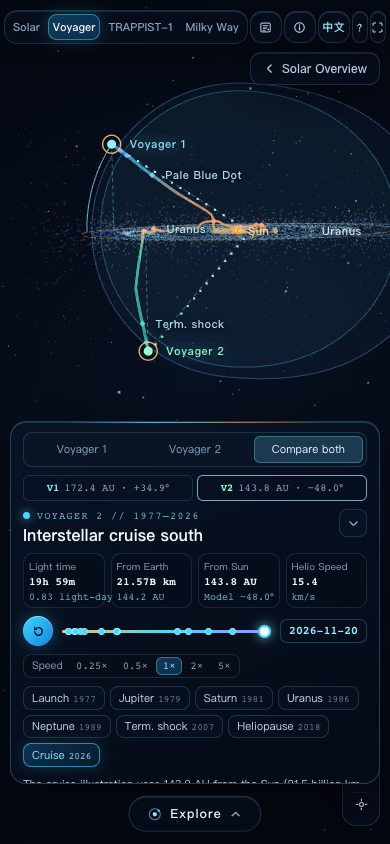 Solar Voyager TRAPPIST-1 Milky Way 中文 ?
Solar Overview
Voyager 1
Pale Blue Dot
Uranus Sun Uranus
Term. shock
Voyager 2
Voyager 1 Voyager 2 Compare both
V1 172.4 AU · +34.9° V2 143.8 AU · −48.0°
VOYAGER 2 // 1977—2026
Interstellar cruise south
Light time From Earth From Sun Helio Speed
19h 59m 21.57B km 143.8 AU 15.4
0.83 light-day 144.2 AU Model −48.0° km/s
2026-11-20
Speed 0.25× 0.5× 1× 2× 5×
Launch 1977 Jupiter 1979 Saturn 1981 Uranus 1986
Neptune 1989 Term. shock 2007 Heliopause 2018
Cruise 2026
Explore